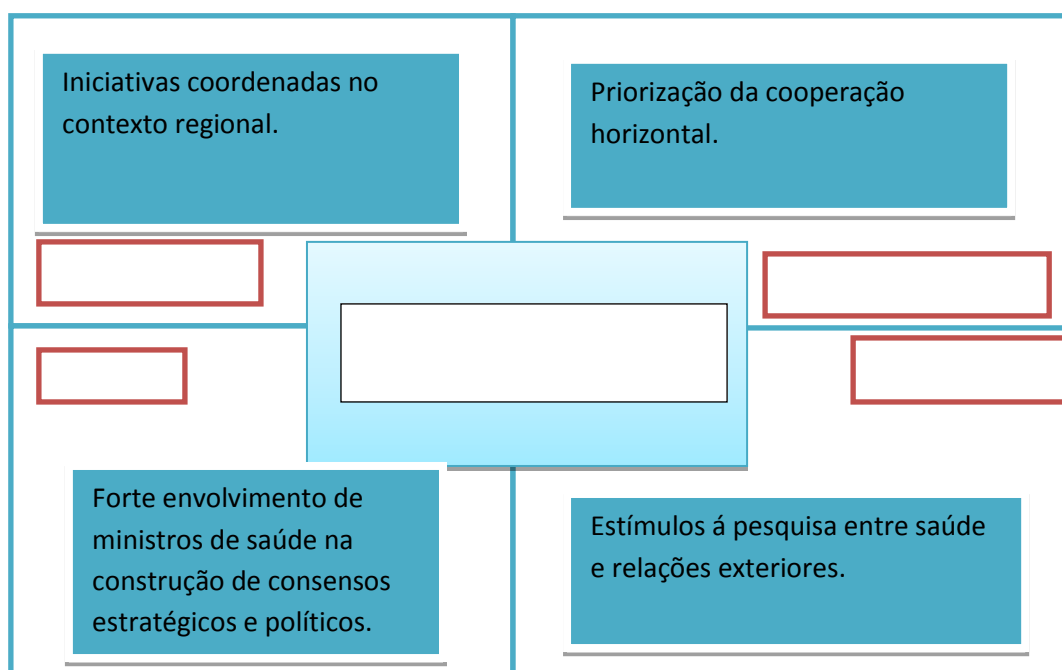 Iniciativas coordenadas no
contexto regional.
Priorização da cooperação
horizontal.
Forte envolvimento de
ministros de saúde na
construção de consensos
estratégicos e políticos.
Estímulos á pesquisa entre saúde
e relações exteriores.